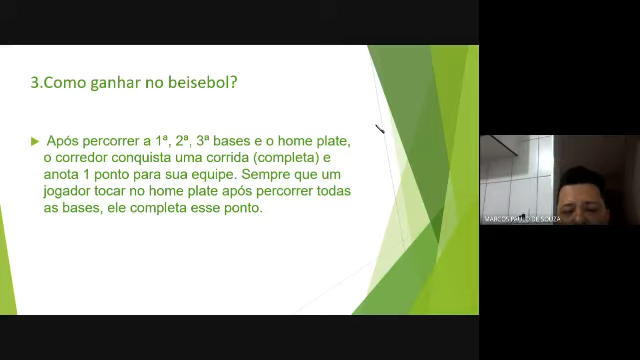 3.Como ganhar no beisebol?
Após percorrer a 1ª, 2ª, 3ª bases e o home plate,
o corredor conquista uma corrida (completa) e
anota 1 ponto para sua equipe. Sempre que um
jogador tocar no home plate após percorrer todas
as bases, ele completa esse ponto.
MARCOS PAULO DE SOUZA